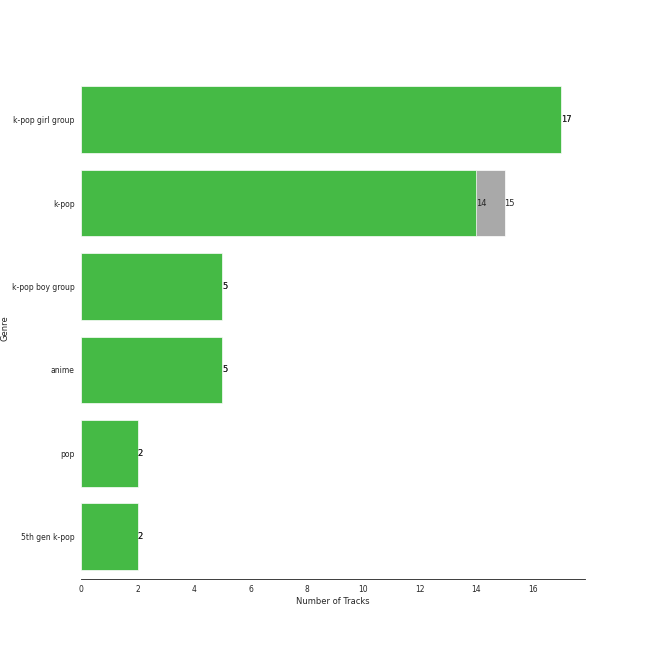 k-pop girl group
17
k-pop
14
15
k-pop boy group
5
anime
5
pop
2
5th gen k-pop
2
Genre
0 2 4 6 8 10 12 14 16
Number of Tracks